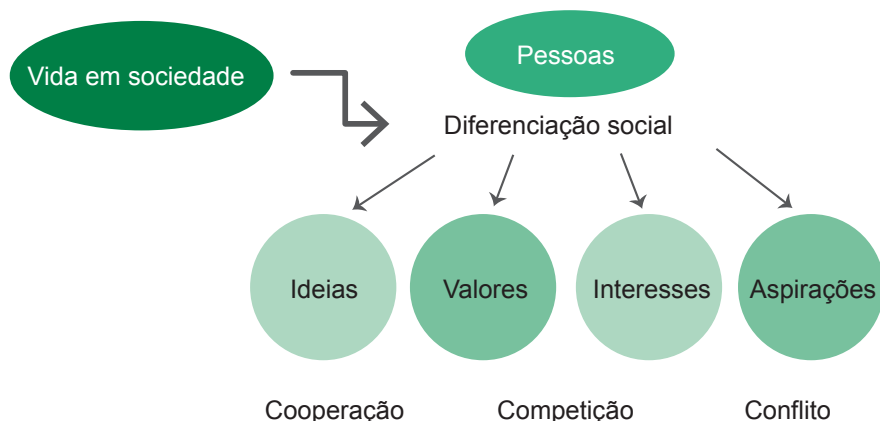 Vida em sociedade
Pessoas
Diferenciação social
Ideias
Valores
Interesses
Aspirações
Cooperação
Competição
Conflito